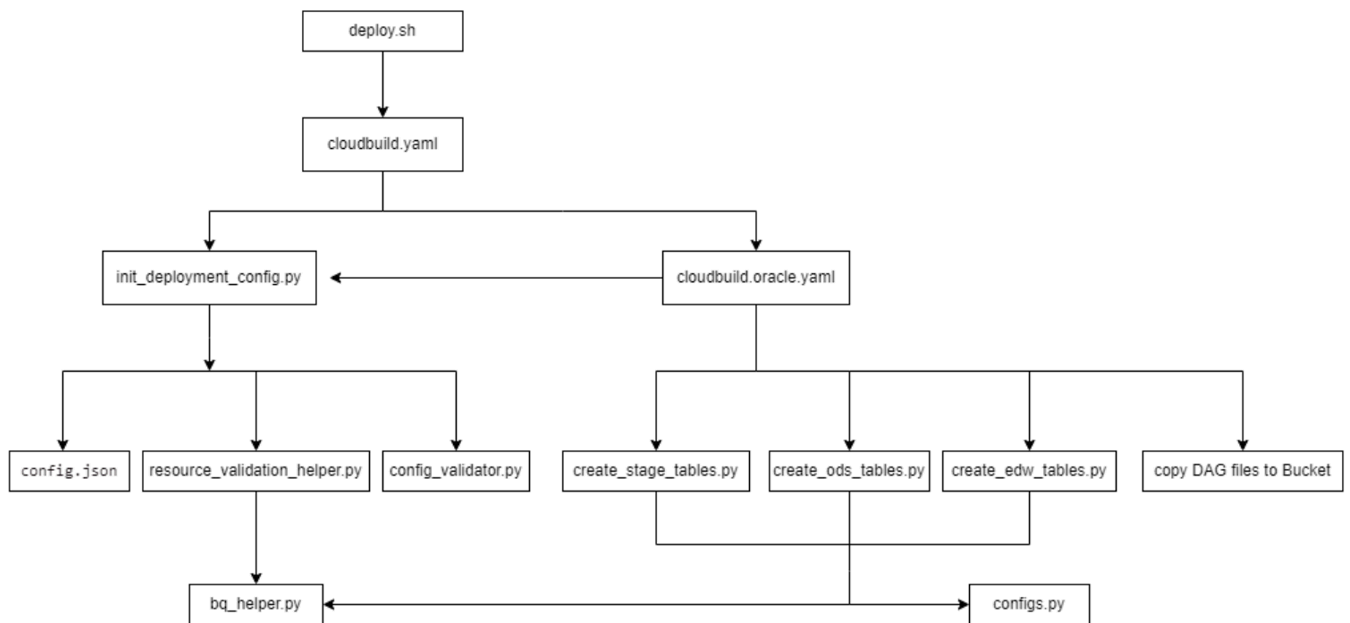 deploy.sh
cloudbuild.yaml
init_deployment_config.py
cloudbuild.oracle.yaml
config.json
resource_validation_helper.py
config_validator.py
create_stage_tables.py
create_ods_tables.py
create_edw_tables.py
copy DAG files to Bucket
bq_helper.py
configs.py